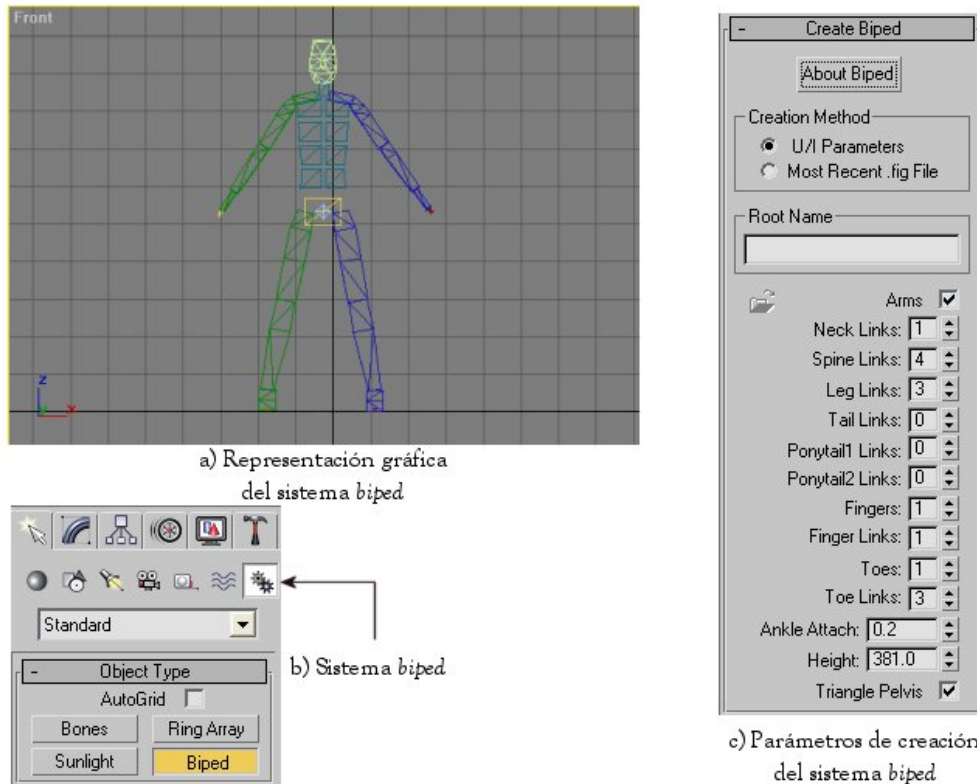 Front
z
x
a) Representación gráfica
del sistema biped
Standard
- Object Type
AutoGrid
Bones Ring Array
Sunlight Biped
b) Sistema biped
- Create Biped
About Biped
Creation Method
U/I Parameters
Most Recent .fig File
Root Name
Arms
Neck Links: 1
Spine Links: 4
Leg Links: 3
Tail Links: 0
Ponytail1 Links: 0
Ponytail2 Links: 0
Fingers: 1
Finger Links: 1
Toes: 1
Toe Links: 3
Ankle Attach: 0.2
Height: 381.0
Triangle Pelvis
c) Parámetros de creación
del sistema biped